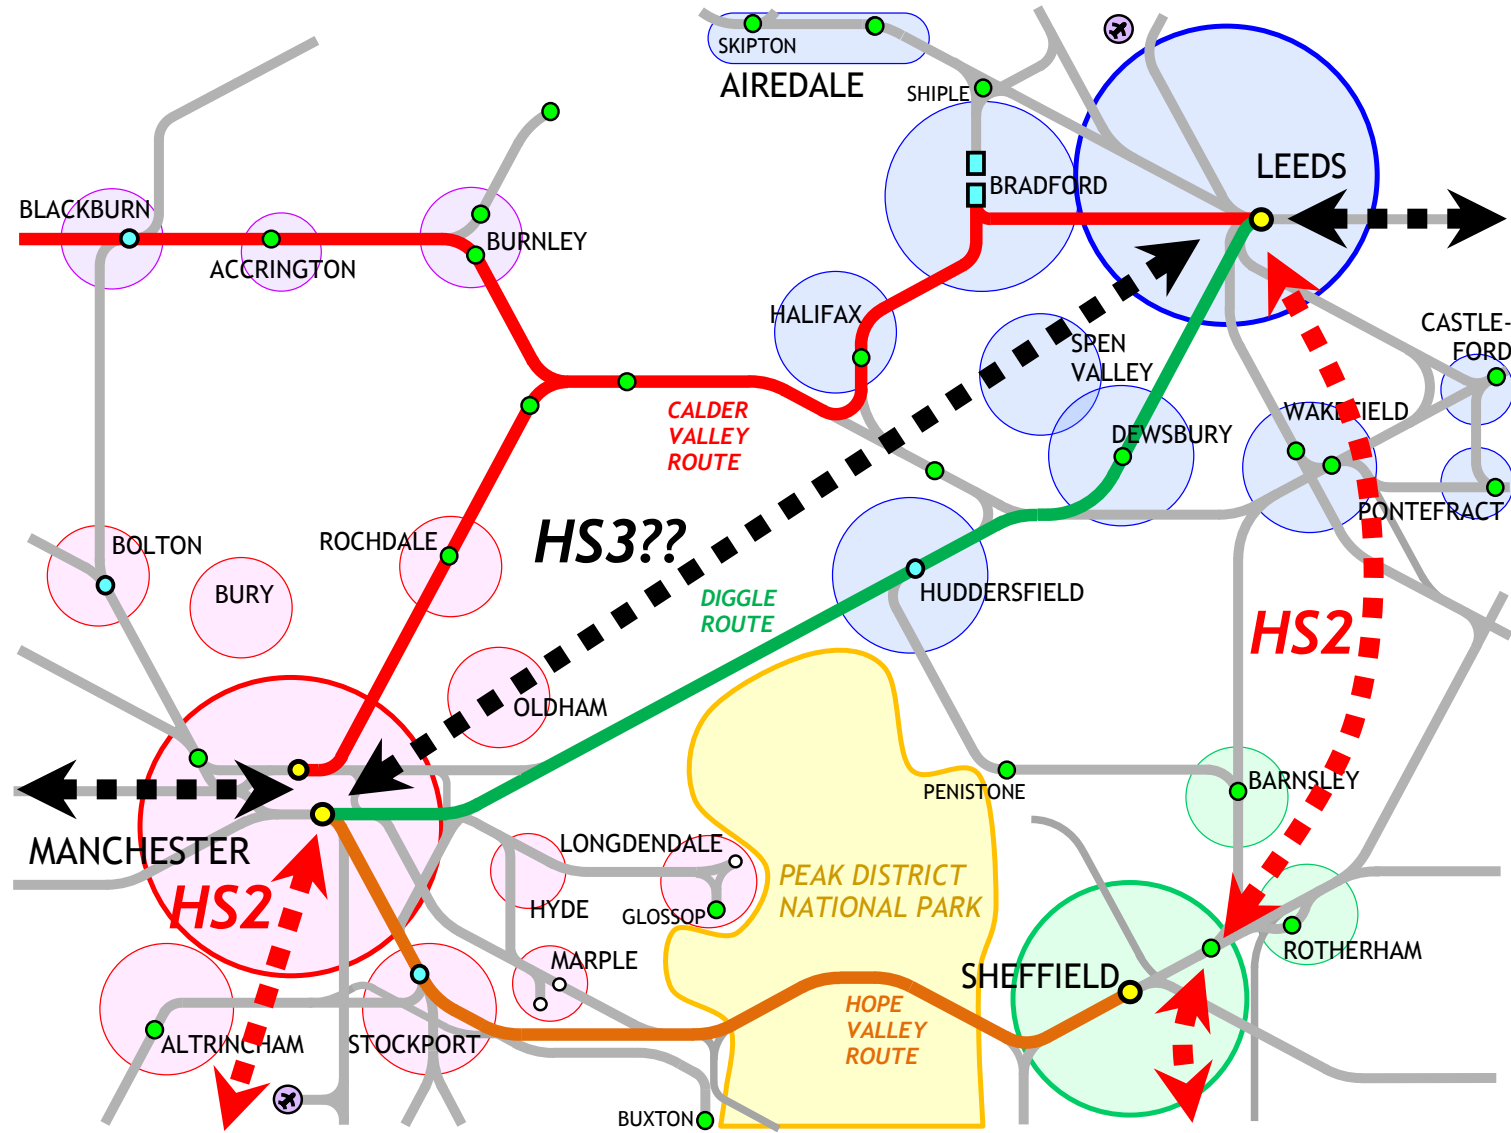 SKIPTON
AIREDALE
SHIPLE
LEEDS
BRADFORD
BLACKBURN
BURNLEY
ACCRINGTON
HALIFAX
CASTLE-
FORD
SPEN
VALLEY
CALDER
VALLEY
ROUTE
WAKEFIELD
DEWSBURY
PONTEFRACT
HS3??
ROCHDALE
BOLTON
BURY
DIGGLE
ROUTE
HUDDERSFIELD
HS2
OLDHAM
PENISTONE
BARNSLEY
MANCHESTER
LONGDENDALE
PEAK DISTRICT
NATIONAL PARK
HS2
HYDE
GLOSSOP
MARPLE
SHEFFIELD
ROTHERHAM
HOPE
VALLEY
ROUTE
ALTRINCHAM
STOCKPORT
BUXTON